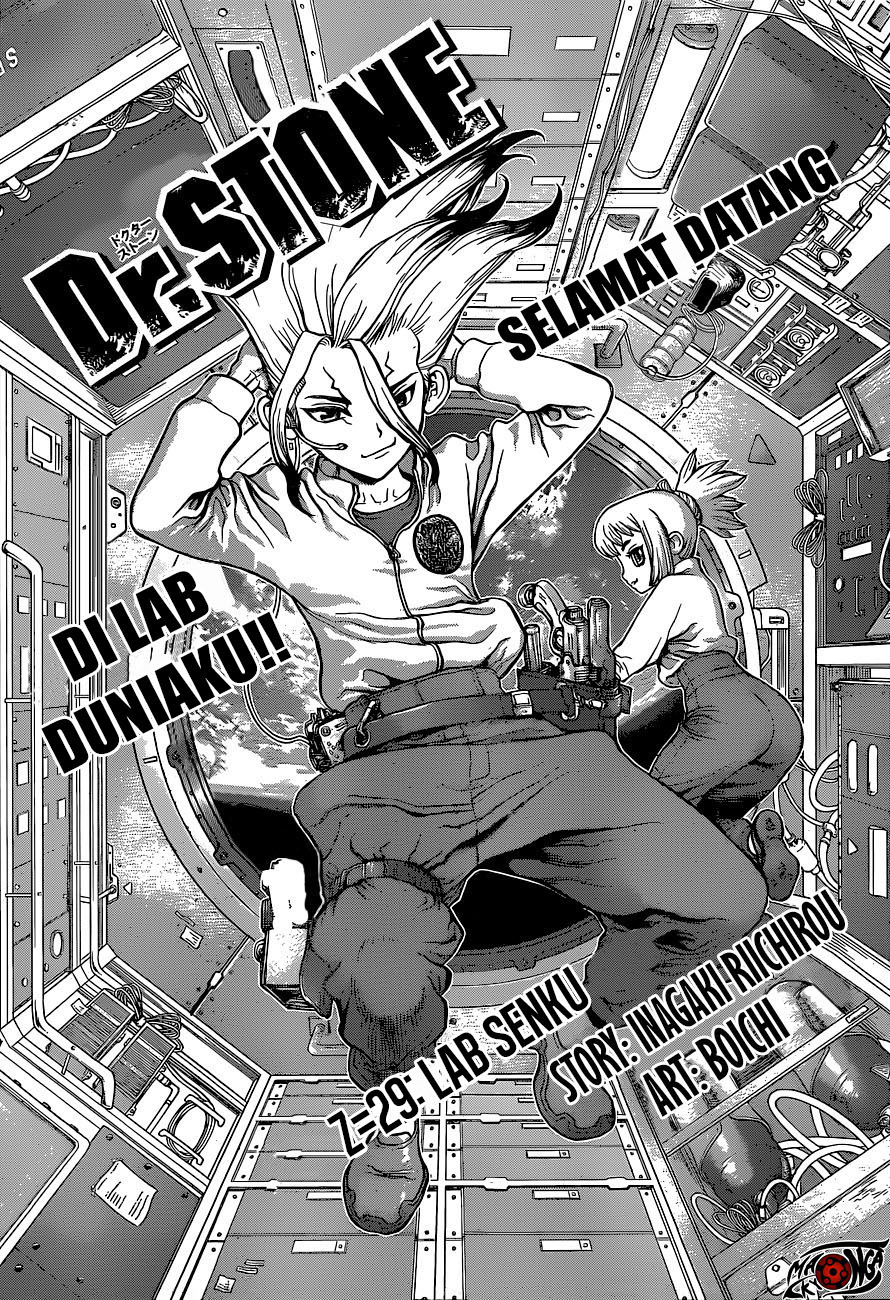 Dr.STONE
ドクター
ストーン
SELAMAT DATANG
DI LAB
DUNIAKU!!
Z=29: LAB SENKU
STORY: INAGAKI RIICHIROU
ART: BOICHI